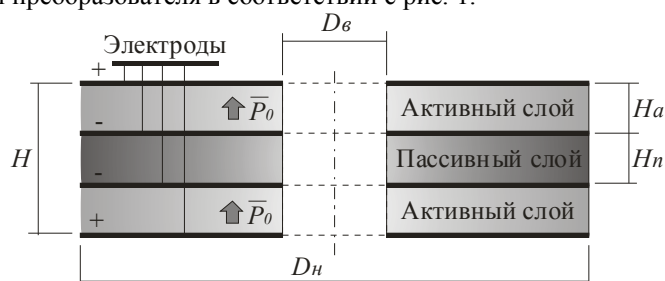 преобразователя в соответствии с рис. 1.
Dв
Электроды
+
P0 Активный слой Hа
-
H
- Пассивный слой Hп
+ P0 Активный слой
Dн